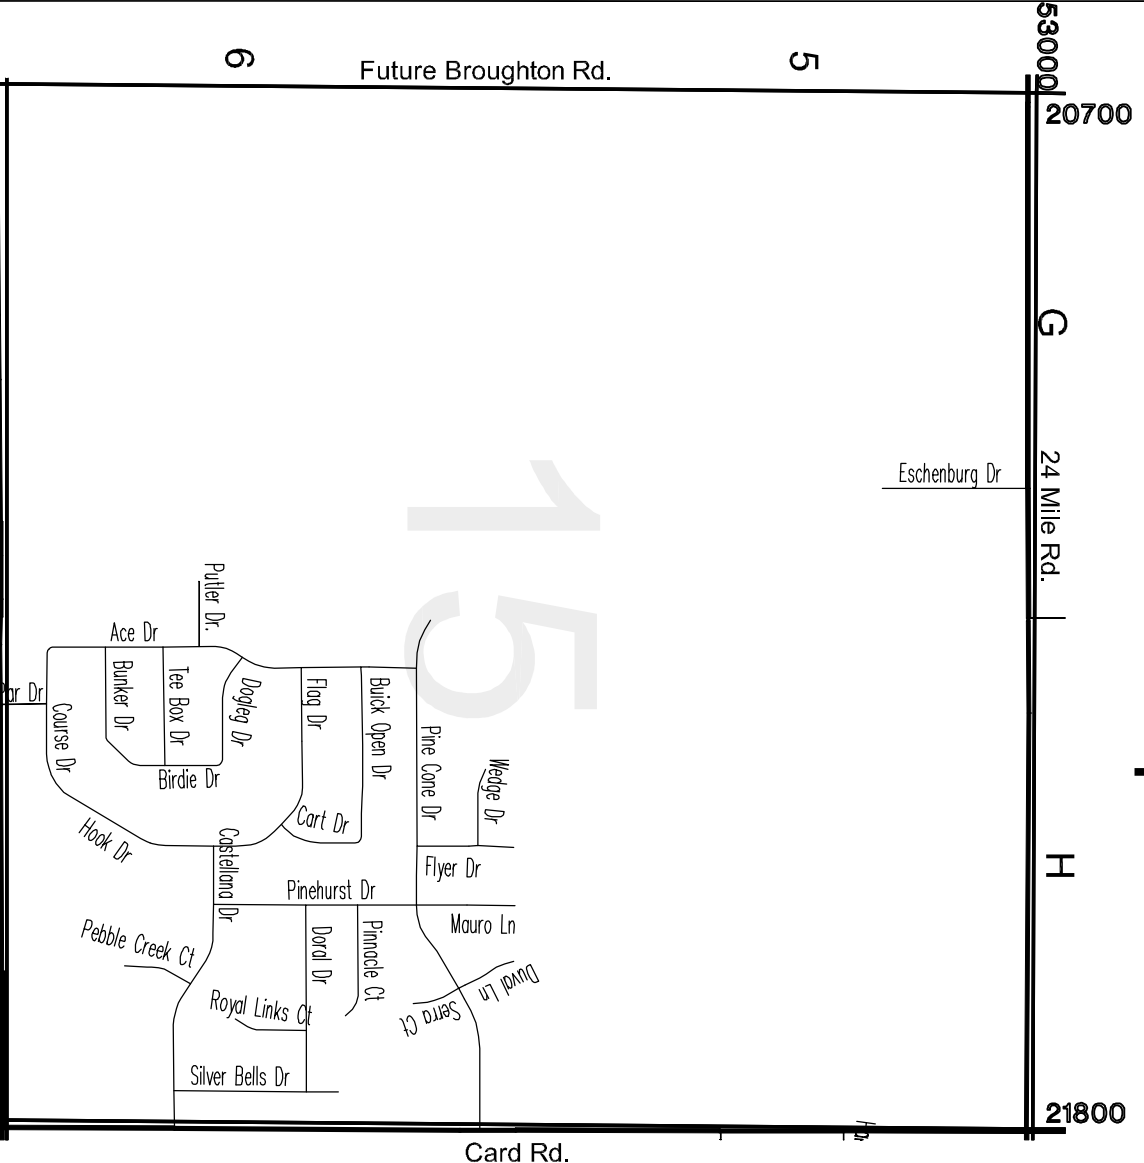 53000
6
5
Future Broughton Rd.
20700
G
24 Mile Rd.
Eschenburg Dr
15
Putler Dr.
Ace Dr
Bunker Dr
Tee Box Dr
Dogleg Dr
Flag Dr
Buick Open Dr
Par Dr
Course Dr
Pine Cone Dr
Wedge Dr
Birdie Dr
Cart Dr
Hook Dr
Castellana Dr
H
Flyer Dr
Pinehurst Dr
Mauro Ln
Pebble Creek Ct
Doral Dr
Pinnacle Ct
Duval Ln
Serra Ct
Royal Links Ct
Silver Bells Dr
21800
Card Rd.